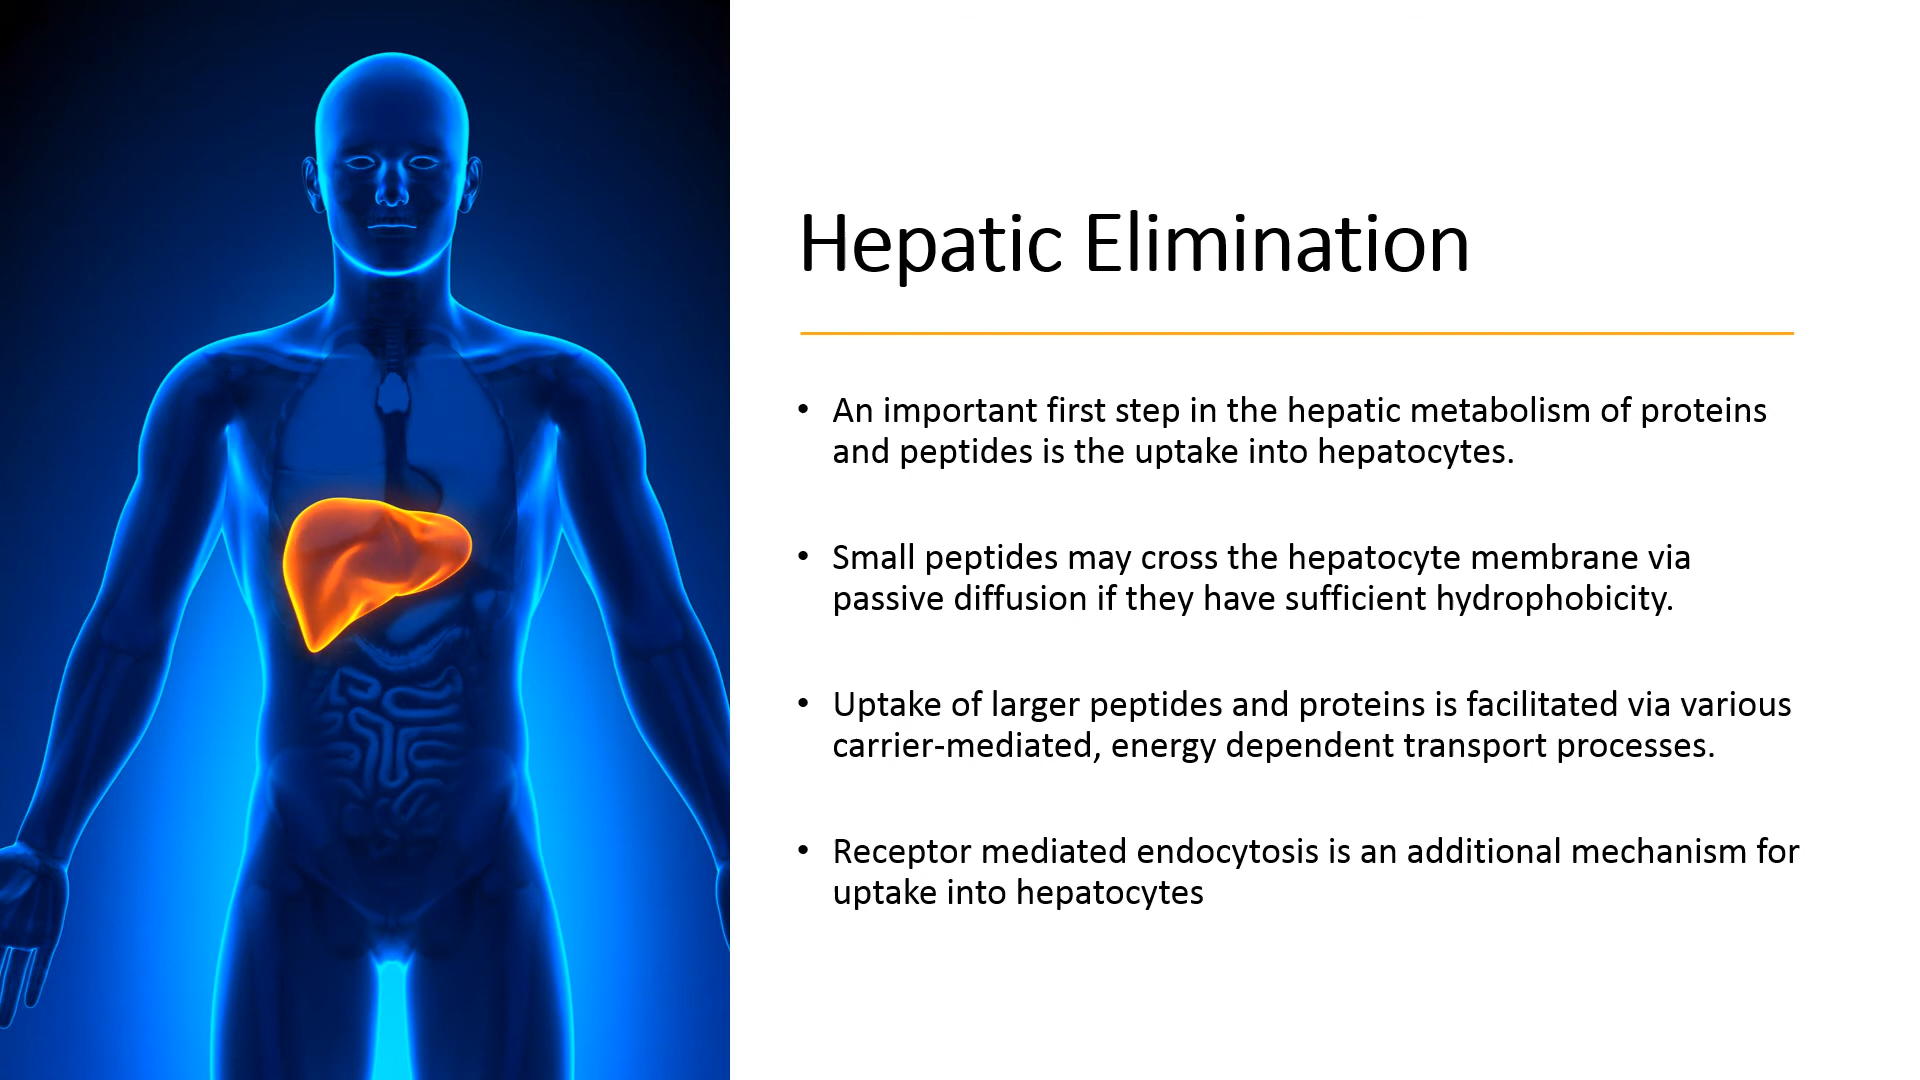 Hepatic Elimination
• An important first step in the hepatic metabolism of proteins
and peptides is the uptake into hepatocytes.
• Small peptides may cross the hepatocyte membrane via
passive diffusion if they have sufficient hydrophobicity.
• Uptake of larger peptides and proteins is facilitated via various
carrier-mediated, energy dependent transport processes.
• Receptor mediated endocytosis is an additional mechanism for
uptake into hepatocytes